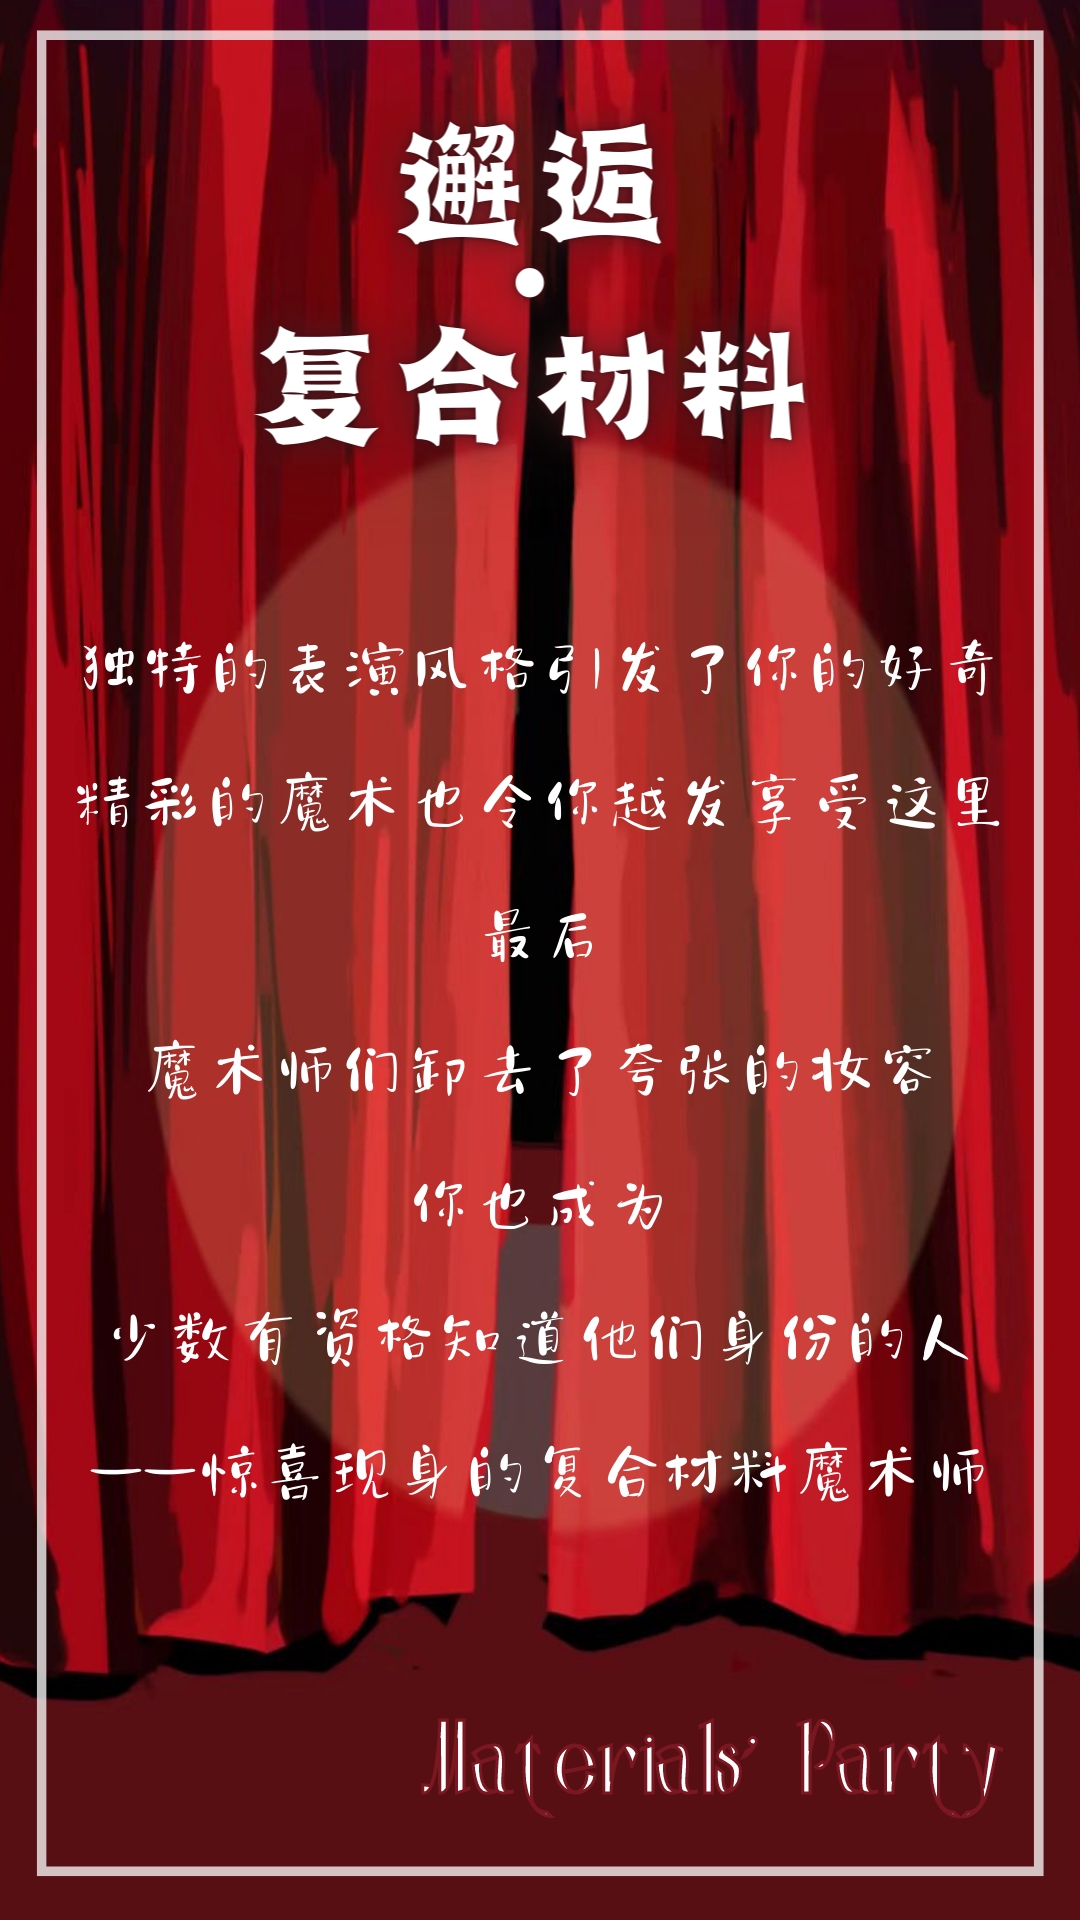 邂逅
·
复合材料
独特的表演风格引发了你的好奇
精彩的魔术也令你越发享受这里
最后
魔术师们卸去了夸张的妆容
你也成为
少数有资格知道他们身份的人
——惊喜现身的复合材料魔术师
Materials' Party